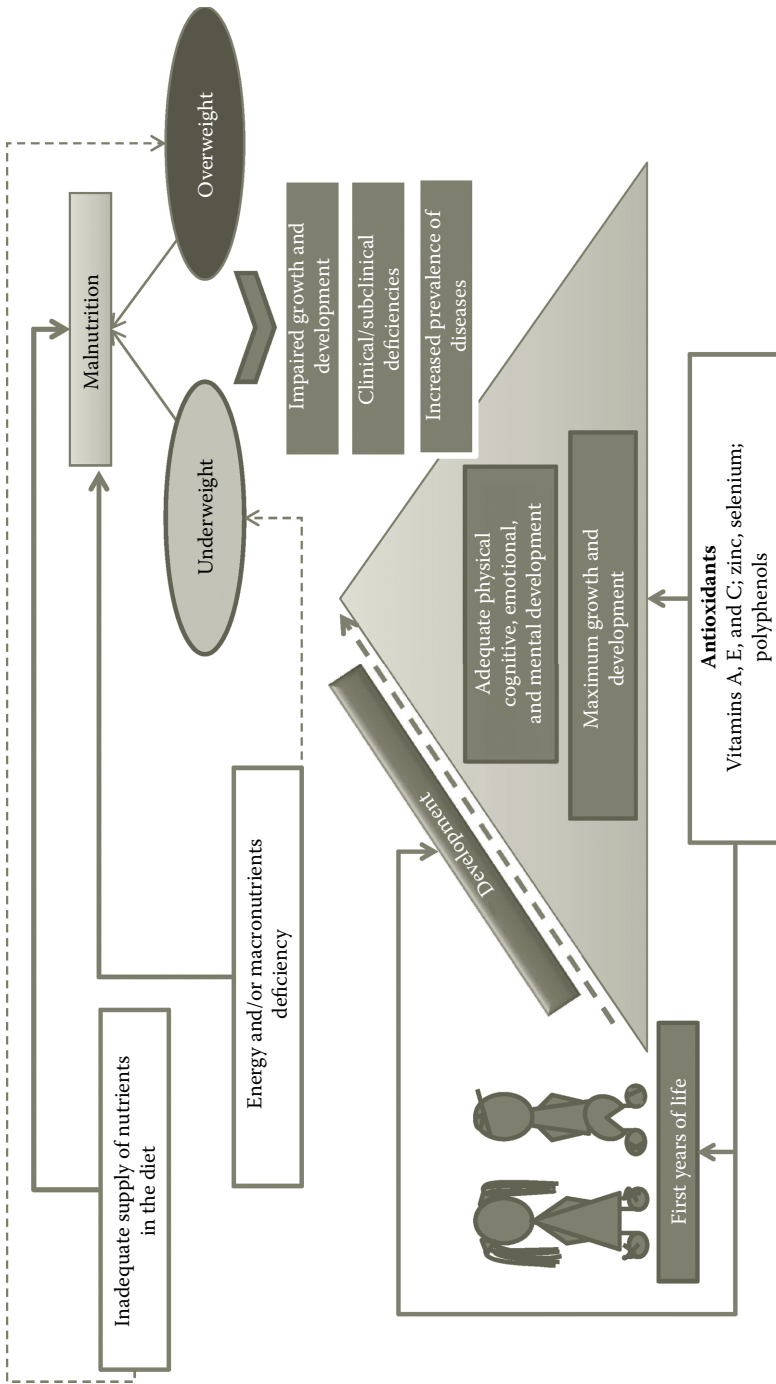 Inadequate supply of nutrients
in the diet
Malnutrition
Energy and/or macronutrients
deficiency
Underweight
Overweight
Impaired growth and
development
Clinical/subclinical
deficiencies
Increased prevalence of
diseases
Development
Adequate physical
cognitive, emotional,
and mental development
Maximum growth and
development
First years of life
Antioxidants
Vitamins A, E, and C; zinc, selenium;
polyphenols